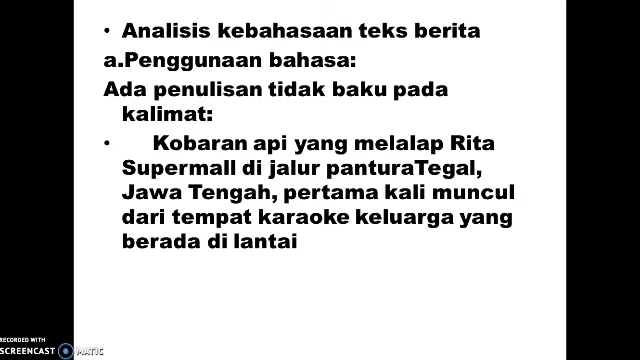 • Analisis kebahasaan teks berita
a.Penggunaan bahasa:
Ada penulisan tidak baku pada
kalimat:
• Kobaran api yang melalap Rita
Supermall di jalur panturaTegal,
Jawa Tengah, pertama kali muncul
dari tempat karaoke keluarga yang
berada di lantai
RECORDED WITH
SCREENCAST MATIC